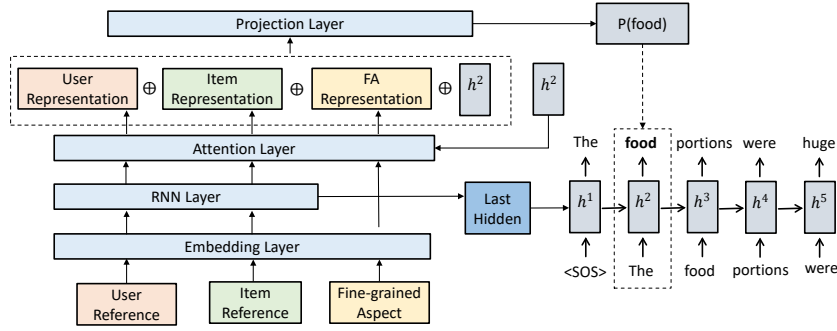 Projection Layer
P(food)
User
Representation
⊕
Item
Representation
⊕
FA
Representation
⊕
h²
h²
Attention Layer
The
food
portions
were
huge
RNN Layer
Last
Hidden
h¹
h²
h³
h⁴
h⁵
Embedding Layer
<SOS>
The
food
portions
were
User
Reference
Item
Reference
Fine-grained
Aspect